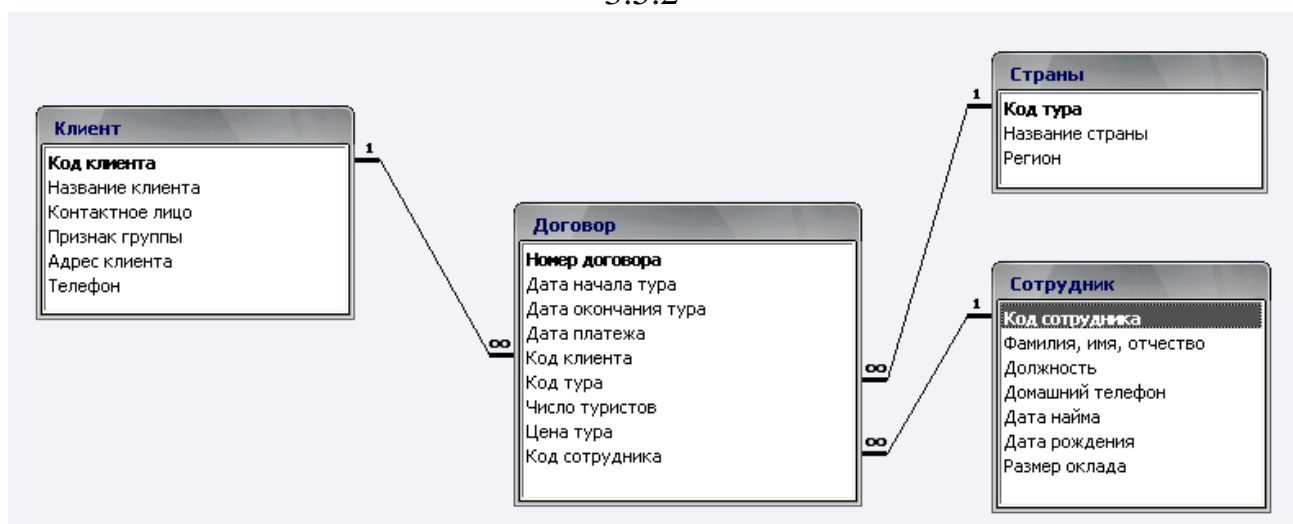 Клиент
Код клиента
Название клиента
Контактное лицо
Признак группы
Адрес клиента
Телефон
1
∞
Договор
Номер договора
Дата начала тура
Дата окончания тура
Дата платежа
Код клиента
Код тура
Число туристов
Цена тура
Код сотрудника
∞
∞
1
Страны
Код тура
Название страны
Регион
1
Сотрудник
Код сотрудника
Фамилия, имя, отчество
Должность
Домашний телефон
Дата найма
Дата рождения
Размер оклада